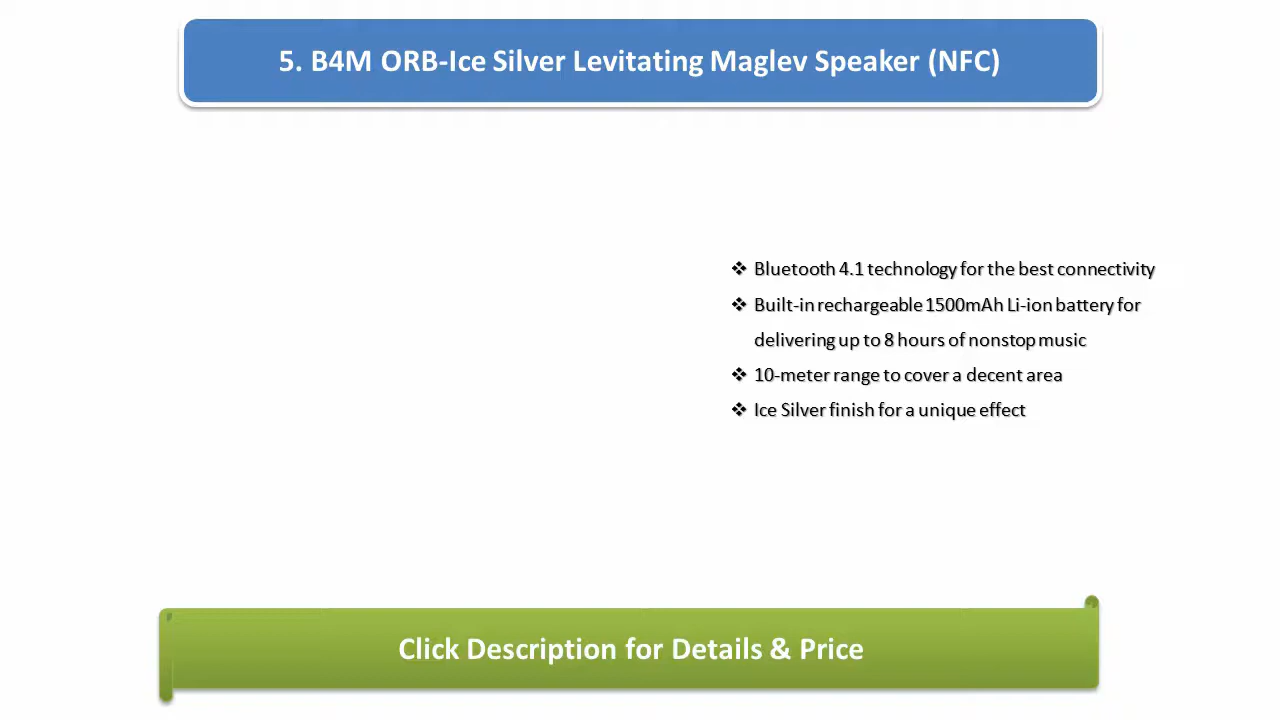 5. B4M ORB-Ice Silver Levitating Maglev Speaker (NFC)
❖ Bluetooth 4.1 technology for the best connectivity
❖ Built-in rechargeable 1500mAh Li-ion battery for
delivering up to 8 hours of nonstop music
❖ 10-meter range to cover a decent area
❖ Ice Silver finish for a unique effect
Click Description for Details & Price